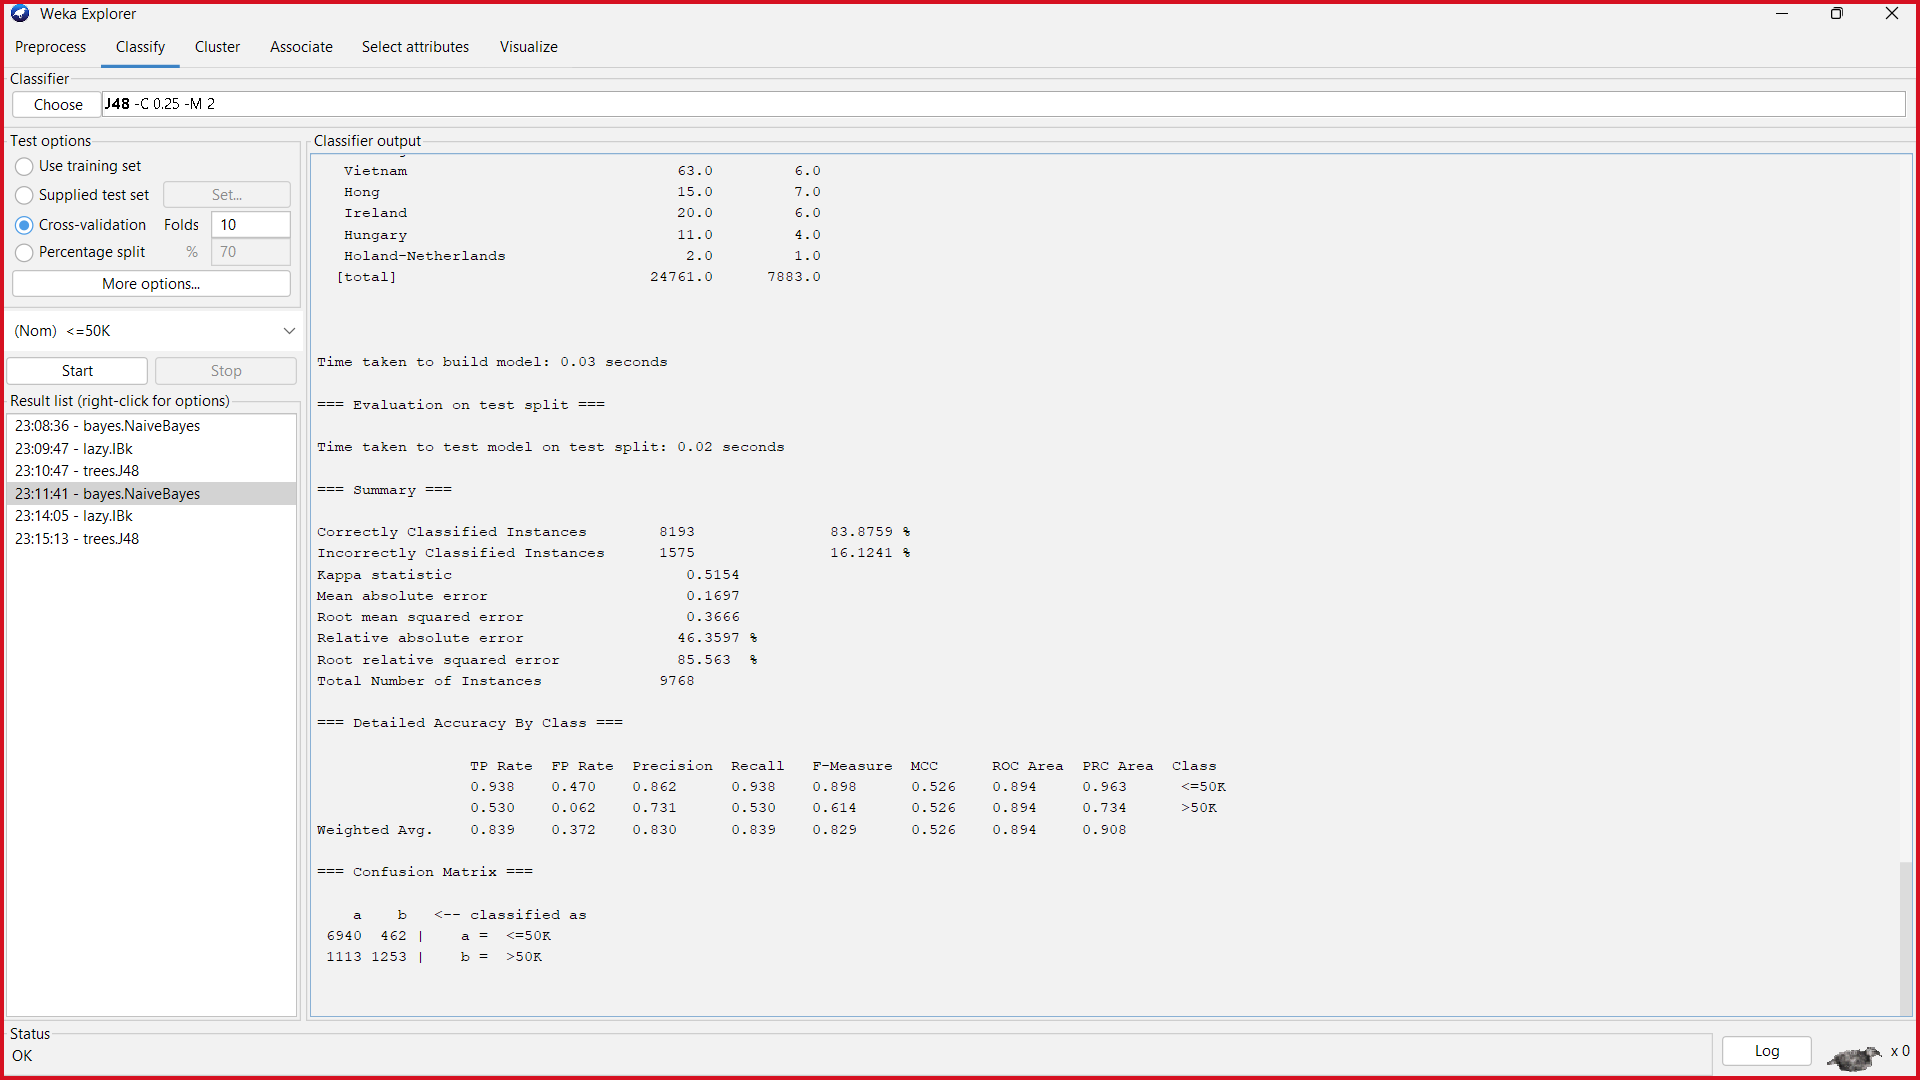 Weka Explorer
Preprocess Classify Cluster Associate Select attributes Visualize
Classifier
Choose J48 -C 0.25 -M 2
Test options
Use training set
Supplied test set Set...
Cross-validation Folds 10
Percentage split % 70
More options...
(Nom) <=50K
Start Stop
Result list (right-click for options)
23:08:36 - bayes.NaiveBayes
23:09:47 - lazy.IBk
23:10:47 - trees.J48
23:11:41 - bayes.NaiveBayes
23:14:05 - lazy.IBk
23:15:13 - trees.J48
Classifier output
Vietnam 63.0 6.0
Hong 15.0 7.0
Ireland 20.0 6.0
Hungary 11.0 4.0
Holand-Netherlands 2.0 1.0
[total] 24761.0 7883.0
Time taken to build model: 0.03 seconds
=== Evaluation on test split ===
Time taken to test model on test split: 0.02 seconds
=== Summary ===
Correctly Classified Instances 8193 83.8759 %
Incorrectly Classified Instances 1575 16.1241 %
Kappa statistic 0.5154
Mean absolute error 0.1697
Root mean squared error 0.3666
Relative absolute error 46.3597 %
Root relative squared error 85.563 %
Total Number of Instances 9768
=== Detailed Accuracy By Class ===
TP Rate FP Rate Precision Recall F-Measure MCC ROC Area PRC Area Class
0.938 0.470 0.862 0.938 0.898 0.526 0.894 0.963 <=50K
0.530 0.062 0.731 0.530 0.614 0.526 0.894 0.734 >50K
Weighted Avg. 0.839 0.372 0.830 0.839 0.829 0.526 0.894 0.908
=== Confusion Matrix ===
a b <-- classified as
6940 462 | a = <=50K
1113 1253 | b = >50K
Status
OK
Log x 0